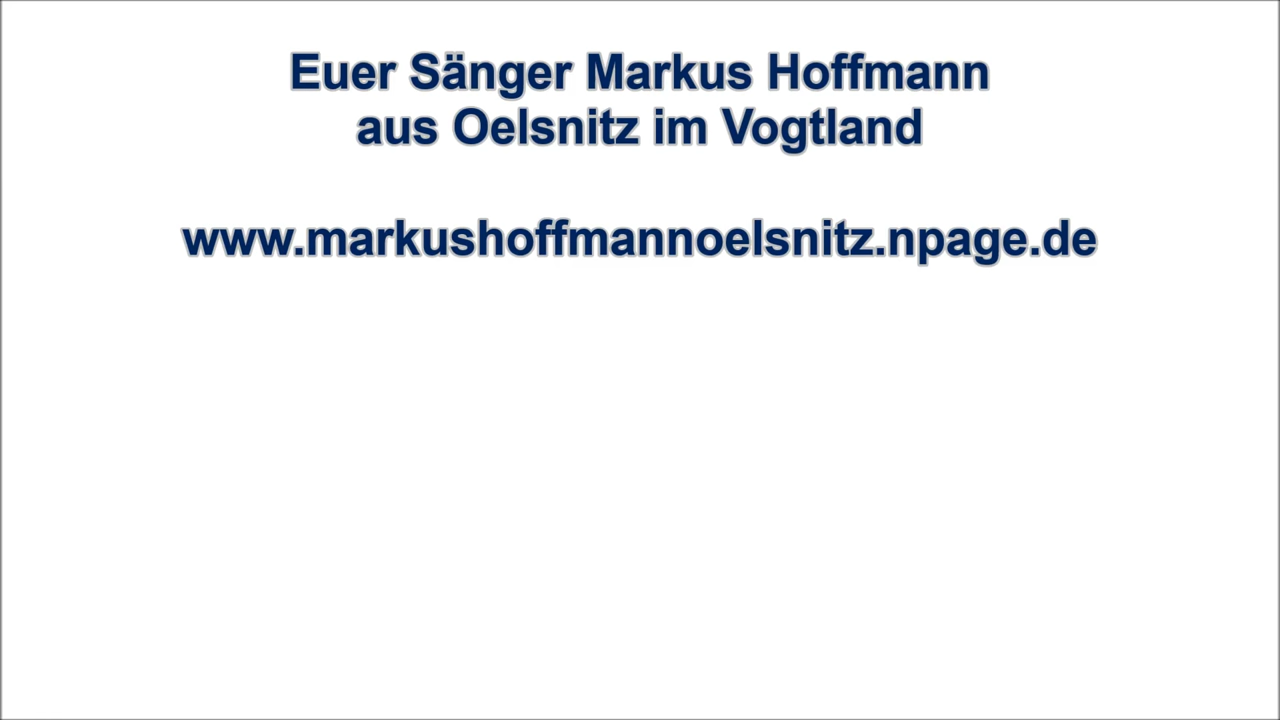 Euer Sänger Markus Hoffmann
aus Oelsnitz im Vogtland
www.markushoffmannoelsnitz.npage.de